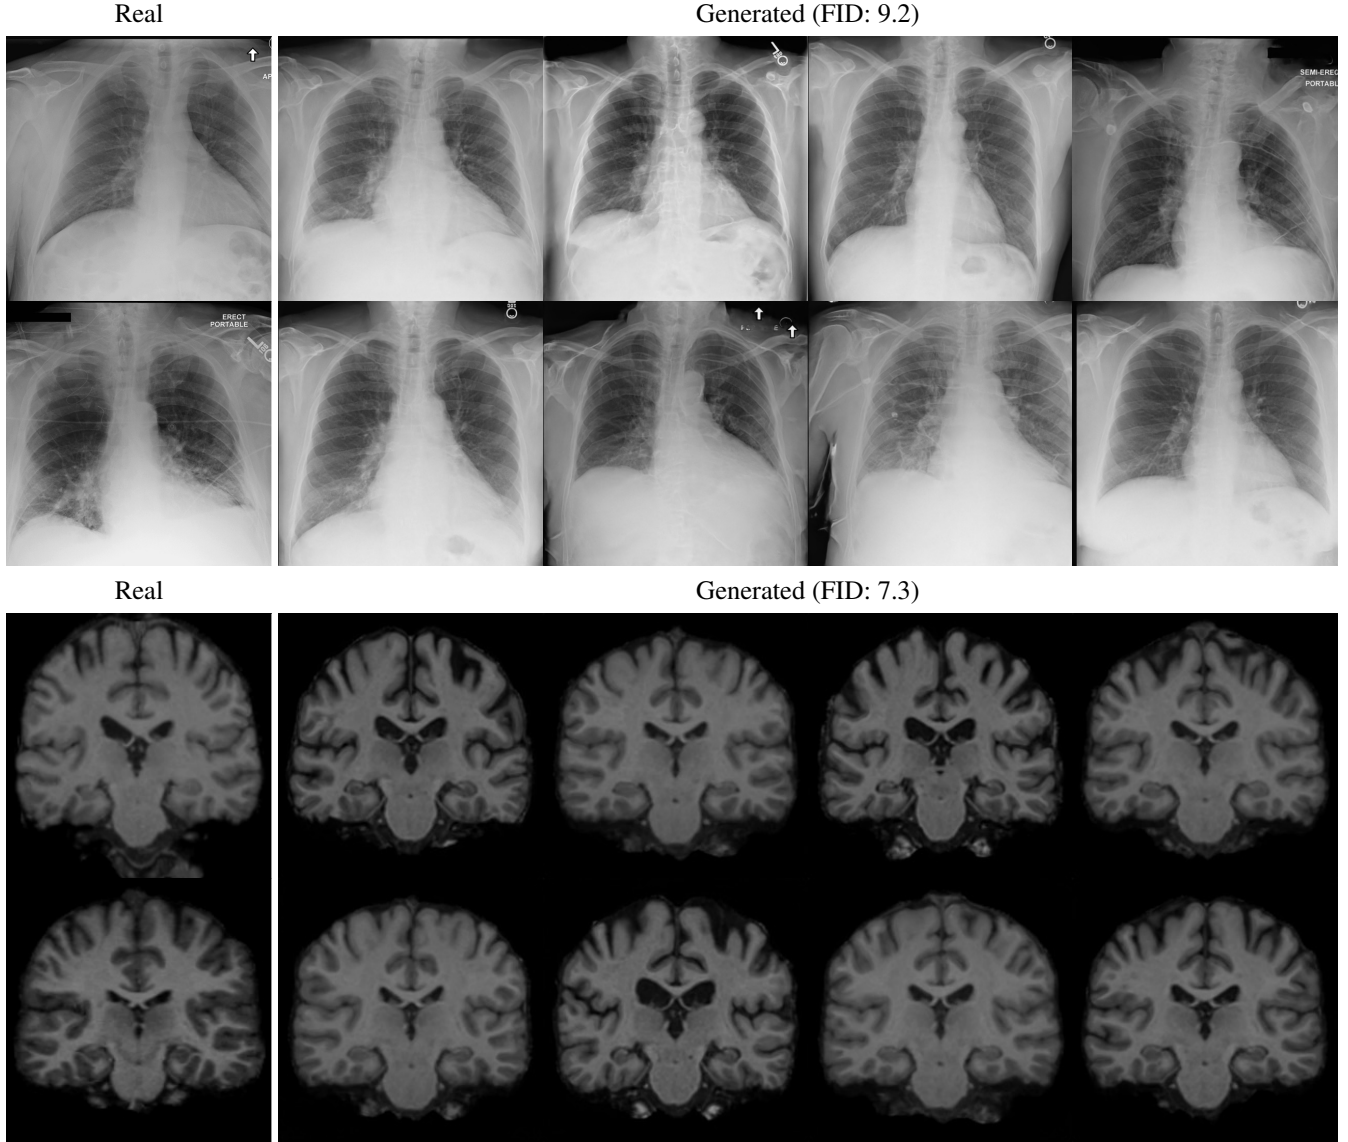 Real
Generated (FID: 9.2)
AP
SEMI-EREC
PORTABL
ERECT
PORTABLE
Real
Generated (FID: 7.3)